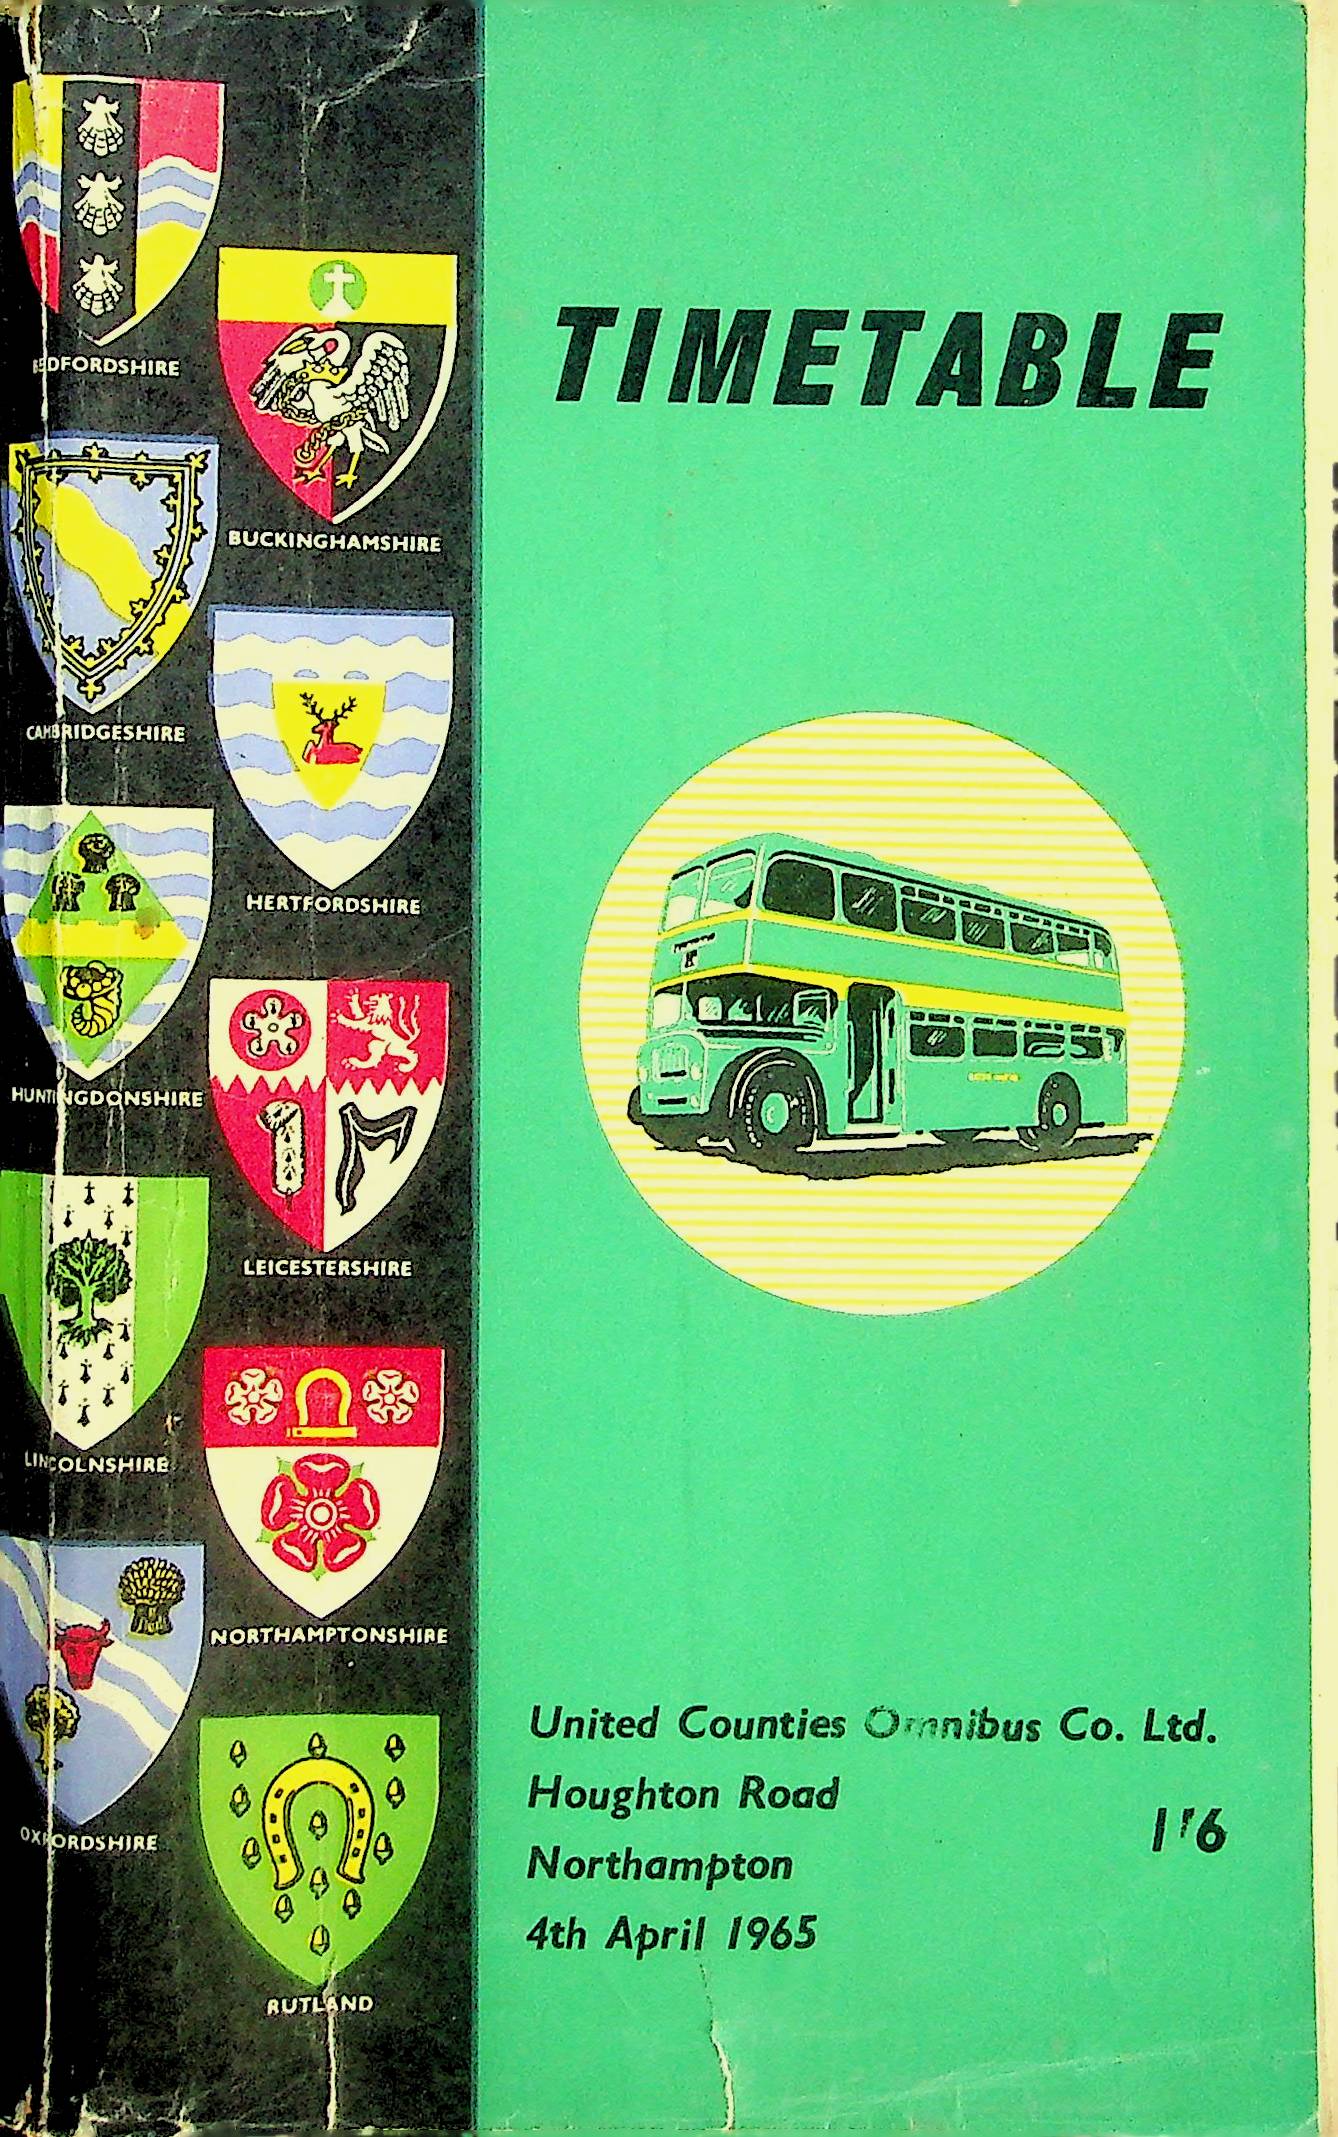 BEDFORDSHIRE
BUCKINGHAMSHIRE
CAMBRIDGESHIRE
HERTFORDSHIRE
HUNTINGDONSHIRE
LEICESTERSHIRE
LINCOLNSHIRE
NORTHAMPTONSHIRE
OXFORDSHIRE
RUTLAND
TIMETABLE
United Counties Omnibus Co. Ltd.
Houghton Road
Northampton
4th April 1965
1'6